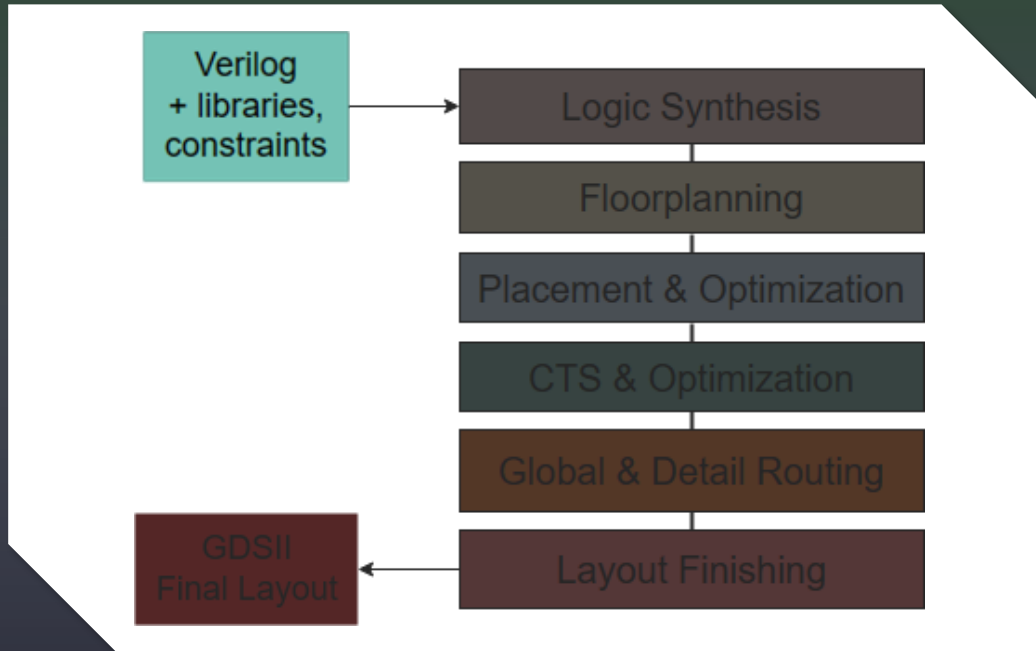 Verilog
+ libraries,
constraints
Logic Synthesis
Floorplanning
Placement & Optimization
CTS & Optimization
Global & Detail Routing
Layout Finishing
GDSII
Final Layout